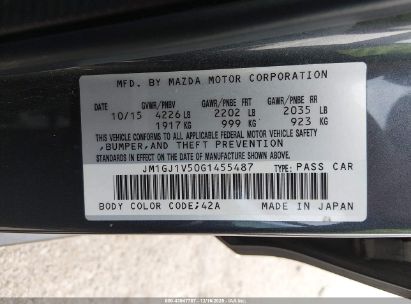 MFD. BY MAZDA MOTOR CORPORATION
GVWR/PNBV GAWR/PNBE FRT GAWR/PNBE RR
10/15 4226 LB 2202 LB 2035 LB
1917 KG 999 KG 923 KG
THIS VEHICLE CONFORMS TO ALL APPLICABLE FEDERAL MOTOR VEHICLE SAFETY,
BUMPER,AND THEFT PREVENTION
STANDARDS IN EFFECT ON THE DATE OF MANUFACTURE SHOWN ABOVE.
JM1GJ1V50G1455487 TYPE: PASS CAR
BODY COLOR CODE:42A MADE IN JAPAN